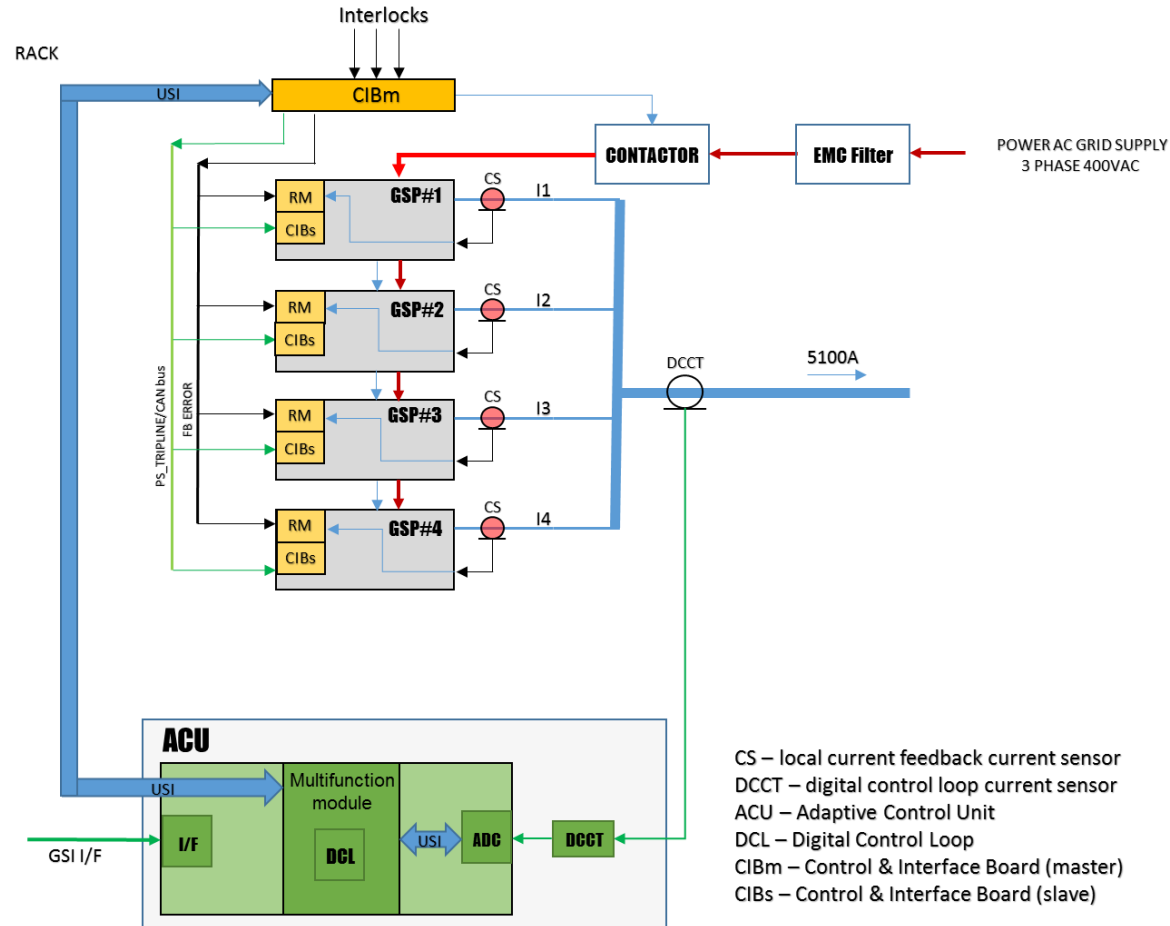 Interlocks
RACK
USI
CIBm
CONTACTOR
EMC Filter
POWER AC GRID SUPPLY
3 PHASE 400VAC
CS
RM
GSP#1
I1
CIBs
CS
RM
GSP#2
I2
CIBs
DCCT
5100A
PS_TRIPLINE/CAN bus
FB ERROR
CS
RM
GSP#3
I3
CIBs
CS
RM
GSP#4
I4
CIBs
ACU
USI
Multifunction
module
I/F
DCL
USI
ADC
DCCT
GSI I/F
CS – local current feedback current sensor
DCCT – digital control loop current sensor
ACU – Adaptive Control Unit
DCL – Digital Control Loop
CIBm – Control & Interface Board (master)
CIBs – Control & Interface Board (slave)